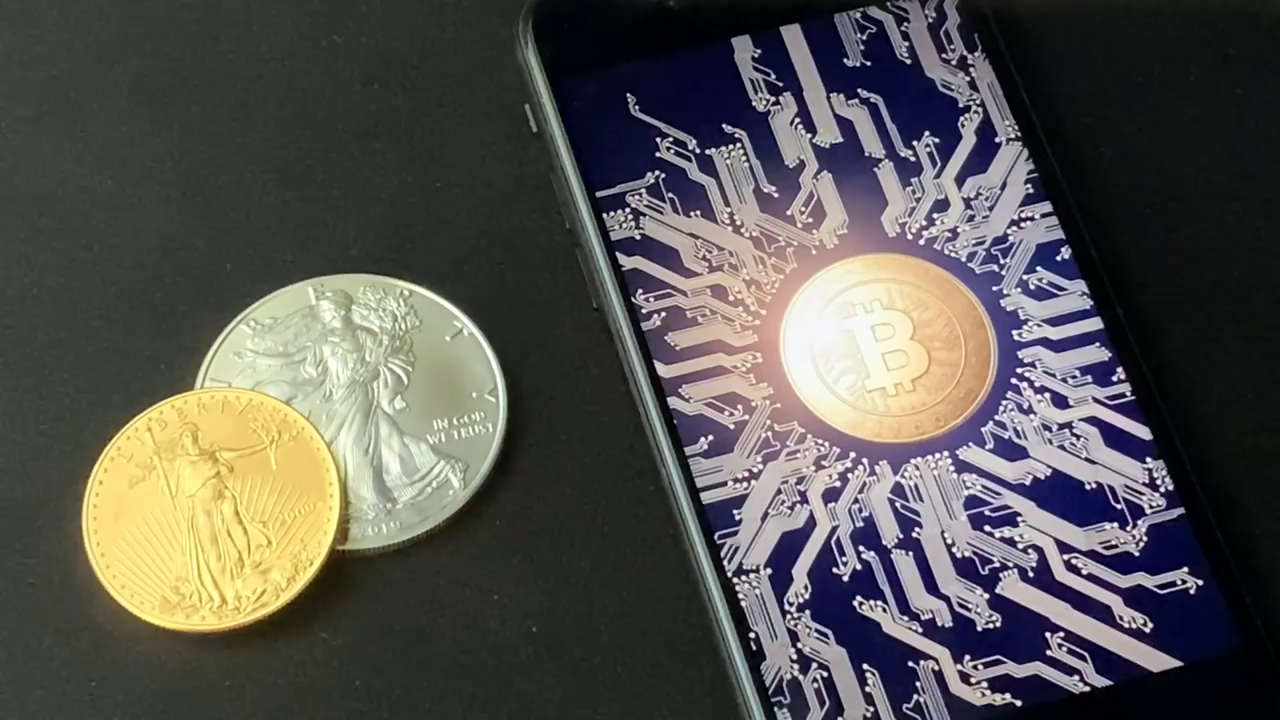 LIBERTY
IN GOD
WE TRUST
2019
₿